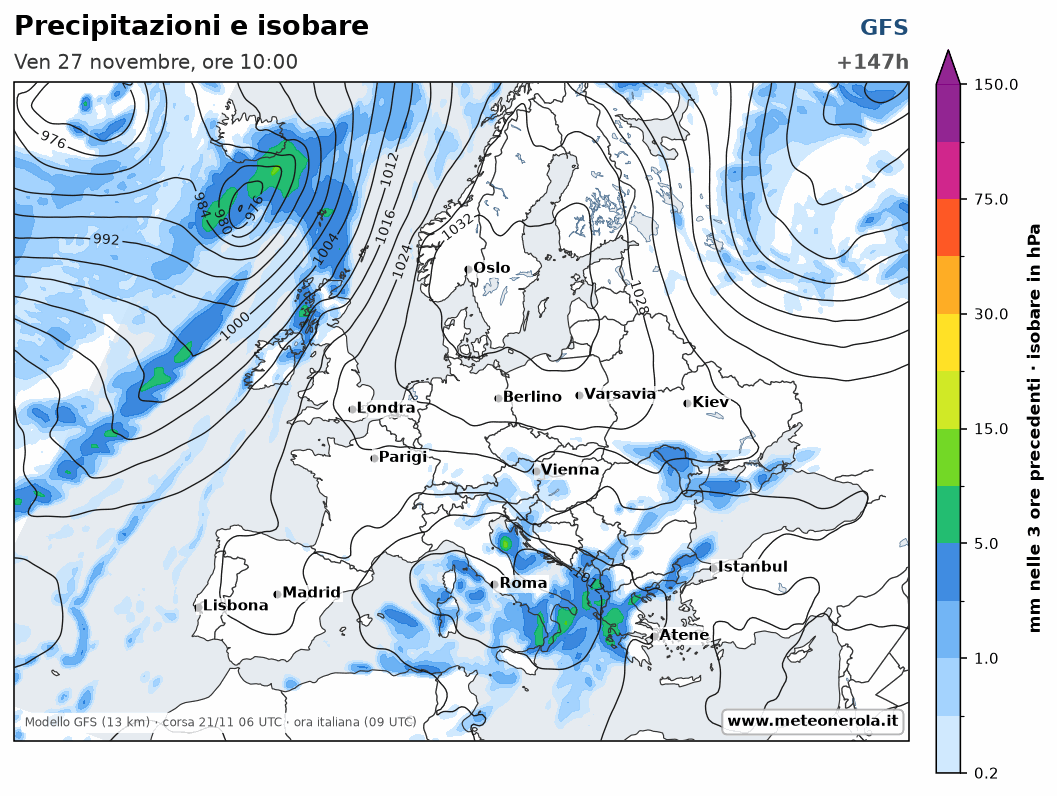 Precipitazioni e isobare
GFS
Ven 27 novembre, ore 10:00
+147h
976
984
980
976
992
1000
1004
1012
1016
1024
1032
1028
Oslo
Londra
Berlino
Varsavia
Kiev
Parigi
Vienna
Roma
Istanbul
Madrid
Lisbona
Atene
Modello GFS (13 km) · corsa 21/11 06 UTC · ora italiana (09 UTC)
www.meteonerola.it
150.0
75.0
30.0
15.0
5.0
1.0
0.2
mm nelle 3 ore precedenti · isobare in hPa